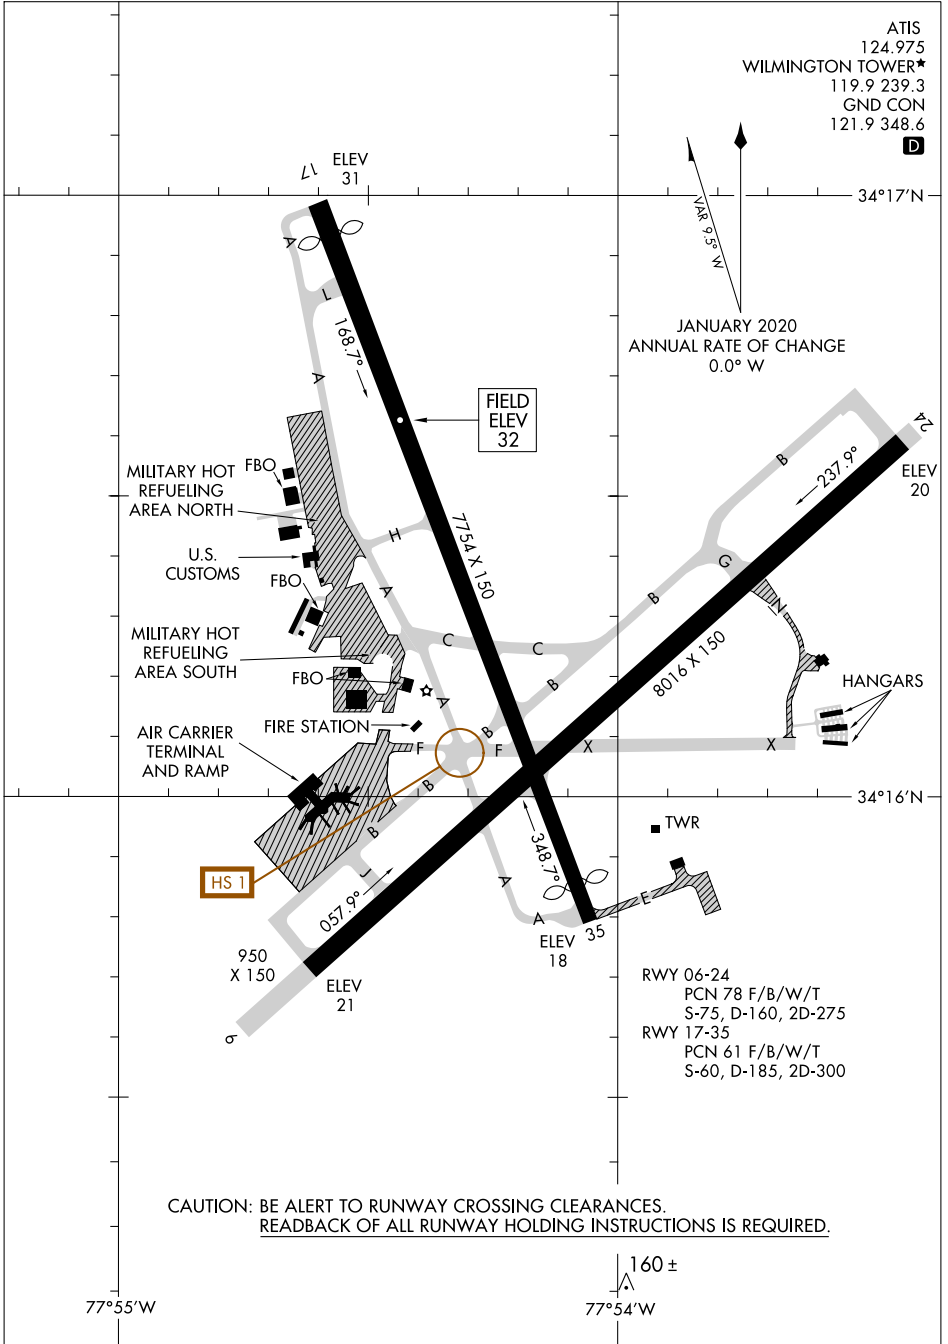 ATIS
124.975
WILMINGTON TOWER★
119.9 239.3
GND CON
121.9 348.6
D
17
ELEV
31
34°17'N
VAR 9.5° W
JANUARY 2020
ANNUAL RATE OF CHANGE
0.0° W
A
L
168.7°
A
FIELD
ELEV
32
24
ELEV
20
237.9°
B
MILITARY HOT
REFUELING
AREA NORTH
FBO
U.S.
CUSTOMS
FBO
H
7754 X 150
A
G
B
N
MILITARY HOT
REFUELING
AREA SOUTH
C
C
B
8016 X 150
FBO
A
HANGARS
FIRE STATION
B
AIR CARRIER
TERMINAL
AND RAMP
F
F
X
X
B
34°16'N
B
TWR
HS 1
J
057.9°
348.7°
A
A
E
35
ELEV
18
950
X 150
ELEV
21
6
RWY 06-24
PCN 78 F/B/W/T
S-75, D-160, 2D-275
RWY 17-35
PCN 61 F/B/W/T
S-60, D-185, 2D-300
CAUTION: BE ALERT TO RUNWAY CROSSING CLEARANCES.
READBACK OF ALL RUNWAY HOLDING INSTRUCTIONS IS REQUIRED.
160 ±
77°55'W
77°54'W